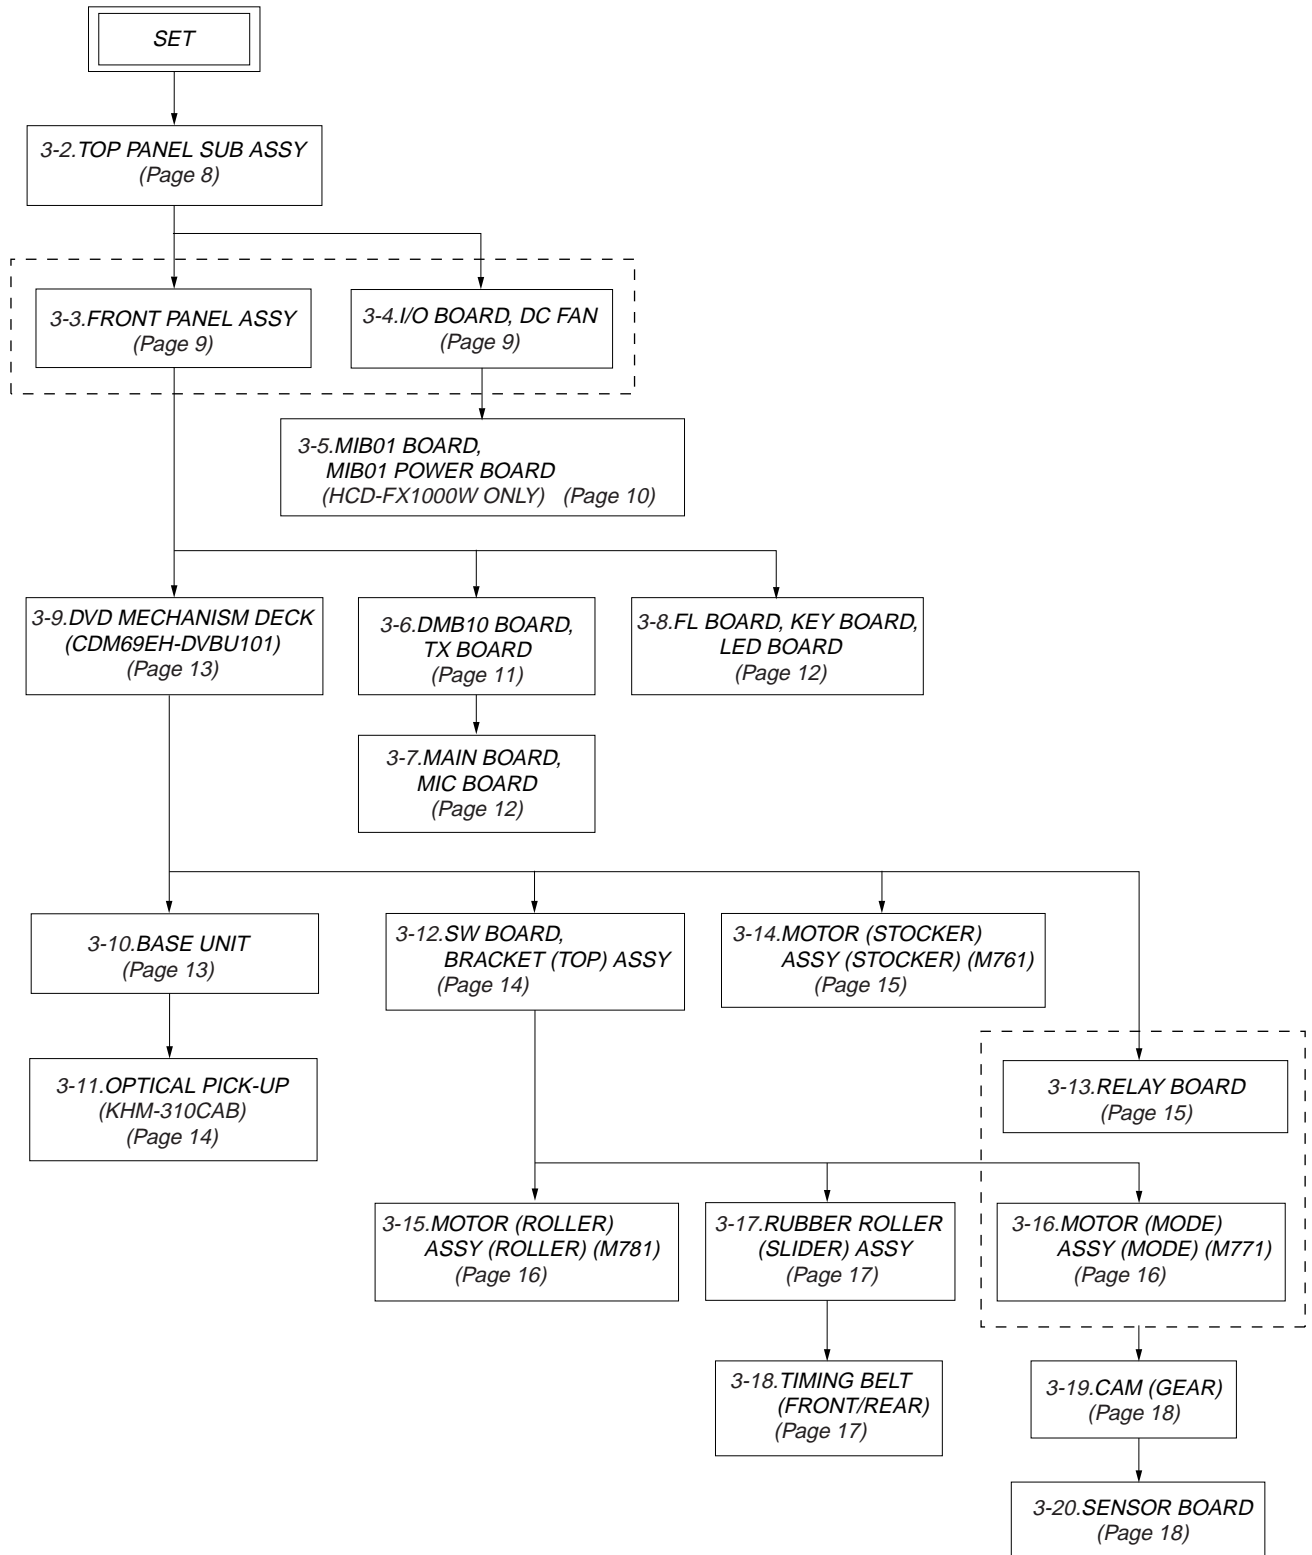 SET
3-2.TOP PANEL SUB ASSY
(Page 8)
3-3.FRONT PANEL ASSY
(Page 9)
3-4.I/O BOARD, DC FAN
(Page 9)
3-5.MIB01 BOARD,
MIB01 POWER BOARD
(HCD-FX1000W ONLY) (Page 10)
3-9.DVD MECHANISM DECK
(CDM69EH-DVBU101)
(Page 13)
3-6.DMB10 BOARD,
TX BOARD
(Page 11)
3-8.FL BOARD, KEY BOARD,
LED BOARD
(Page 12)
3-7.MAIN BOARD,
MIC BOARD
(Page 12)
3-10.BASE UNIT
(Page 13)
3-12.SW BOARD,
BRACKET (TOP) ASSY
(Page 14)
3-14.MOTOR (STOCKER)
ASSY (STOCKER) (M761)
(Page 15)
3-11.OPTICAL PICK-UP
(KHM-310CAB)
(Page 14)
3-13.RELAY BOARD
(Page 15)
3-15.MOTOR (ROLLER)
ASSY (ROLLER) (M781)
(Page 16)
3-17.RUBBER ROLLER
(SLIDER) ASSY
(Page 17)
3-16.MOTOR (MODE)
ASSY (MODE) (M771)
(Page 16)
3-18.TIMING BELT
(FRONT/REAR)
(Page 17)
3-19.CAM (GEAR)
(Page 18)
3-20.SENSOR BOARD
(Page 18)